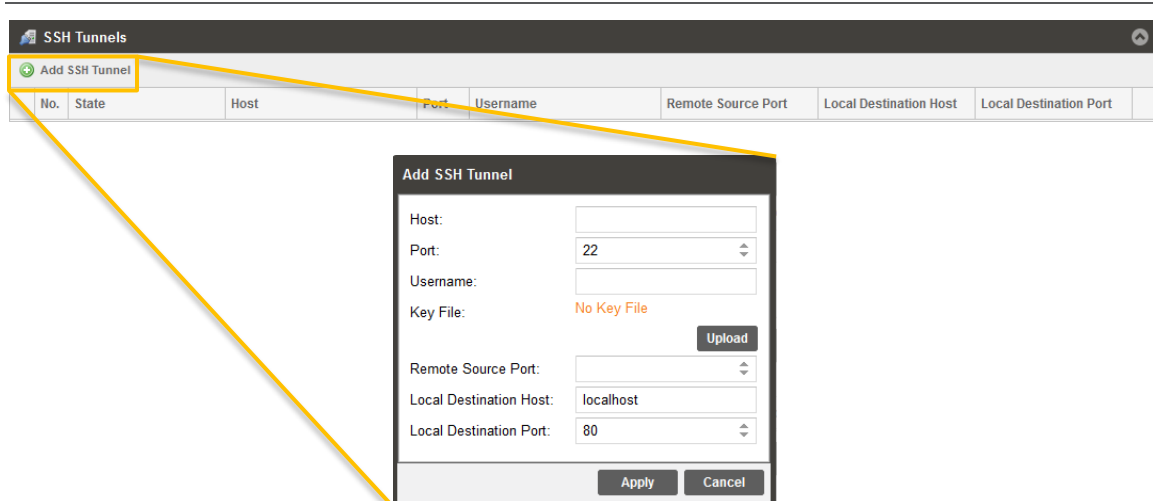 SSH Tunnels
Add SSH Tunnel
No. State Host Port Username Remote Source Port Local Destination Host Local Destination Port
Add SSH Tunnel
Host:
Port: 22
Username:
Key File: No Key File
Upload
Remote Source Port:
Local Destination Host: localhost
Local Destination Port: 80
Apply Cancel